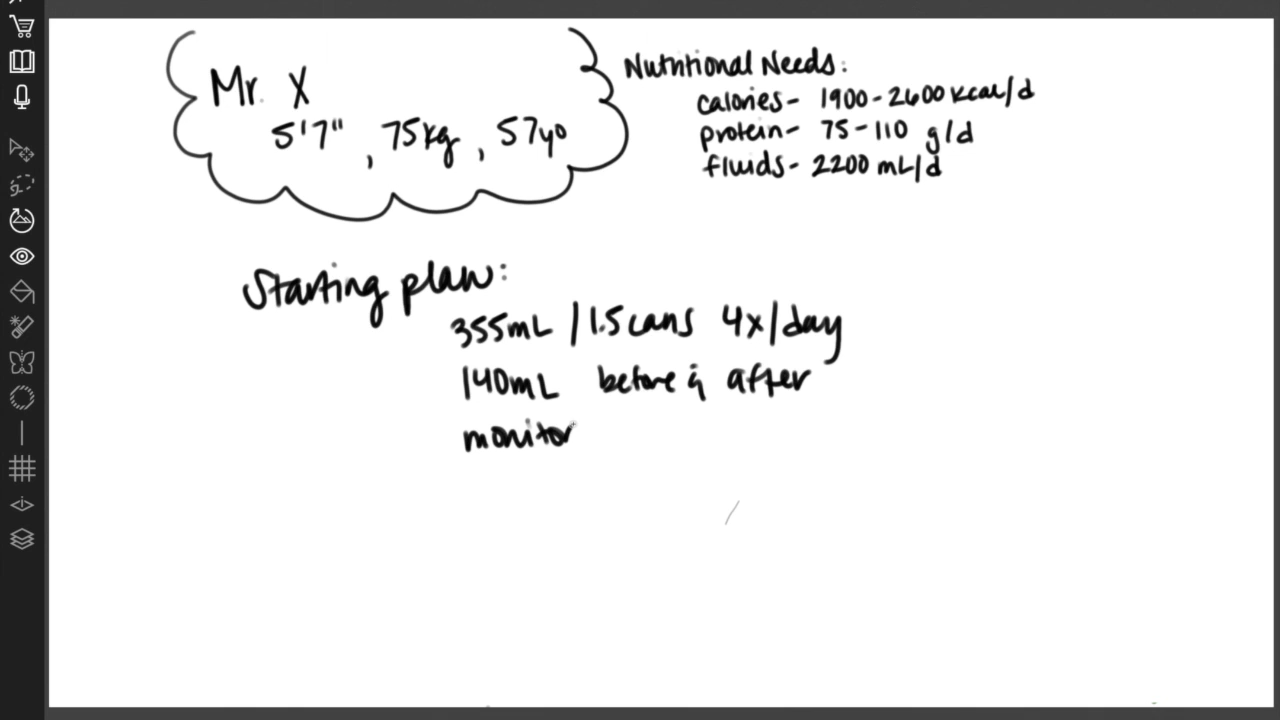 Mr. X
5'7", 75kg, 57yo
Nutritional Needs:
calories- 1900-2600 kcal/d
protein- 75-110 g/d
fluids- 2200 mL/d
Starting plan:
355mL / 1.5 cans 4x/day
140mL before & after
monitor